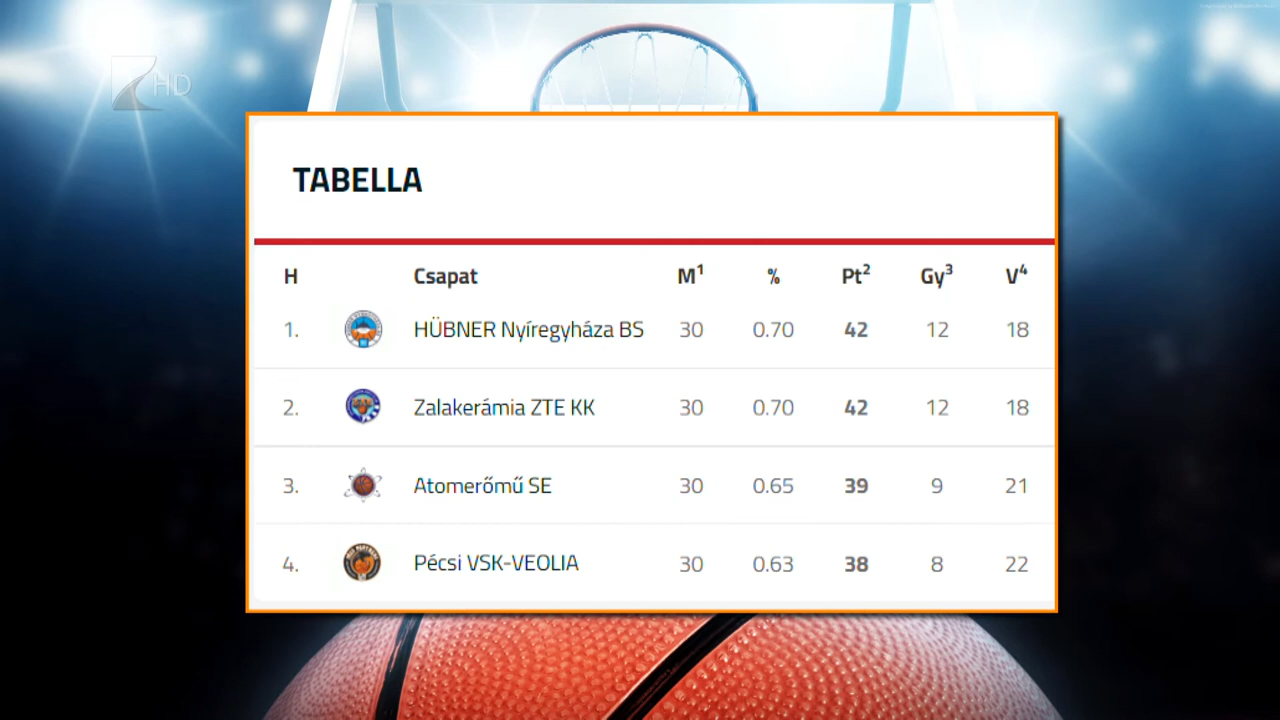 HD
TABELLA
H Csapat M¹ % Pt² Gy³ V⁴
1. HÜBNER Nyíregyháza BS 30 0.70 42 12 18
2. Zalakerámia ZTE KK 30 0.70 42 12 18
3. Atomerőmű SE 30 0.65 39 9 21
4. Pécsi VSK-VEOLIA 30 0.63 38 8 22